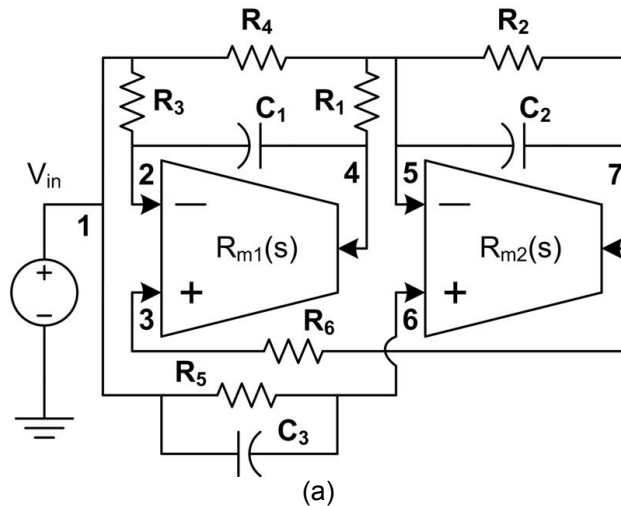 R4
R2
R3
C1
R1
C2
Vin
2
4
5
7
1
−
Rm1(s)
−
Rm2(s)
+
−
+
+
3
R6
6
R5
C3
(a)